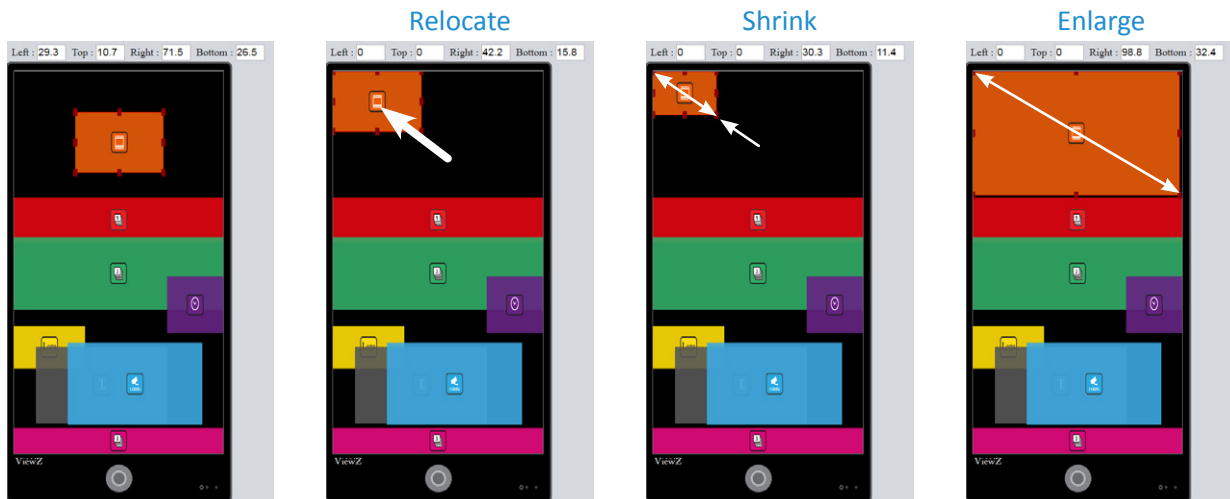 Relocate
Shrink
Enlarge
Left : 29.3 Top : 10.7 Right : 71.5 Bottom : 26.5
Left : 0 Top : 0 Right : 42.2 Bottom : 15.8
Left : 0 Top : 0 Right : 30.3 Bottom : 11.4
Left : 0 Top : 0 Right : 98.8 Bottom : 32.4
ViewZ
ViewZ
ViewZ
ViewZ